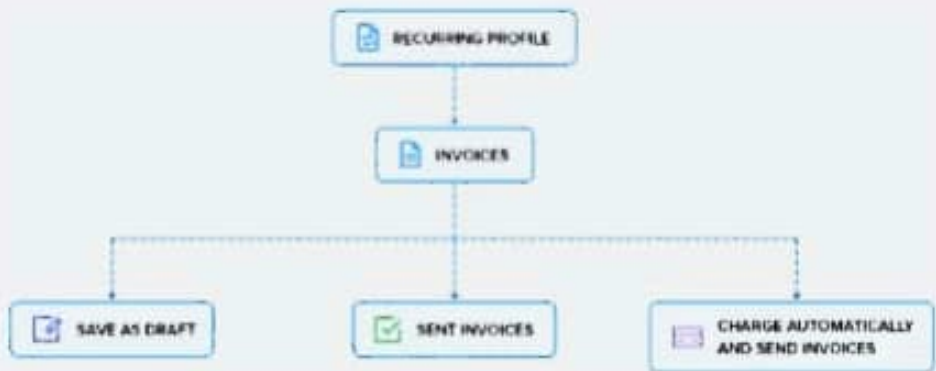 RECURRING PROFILE
INVOICES
SAVE AS DRAFT
SENT INVOICES
CHARGE AUTOMATICALLY
AND SEND INVOICES